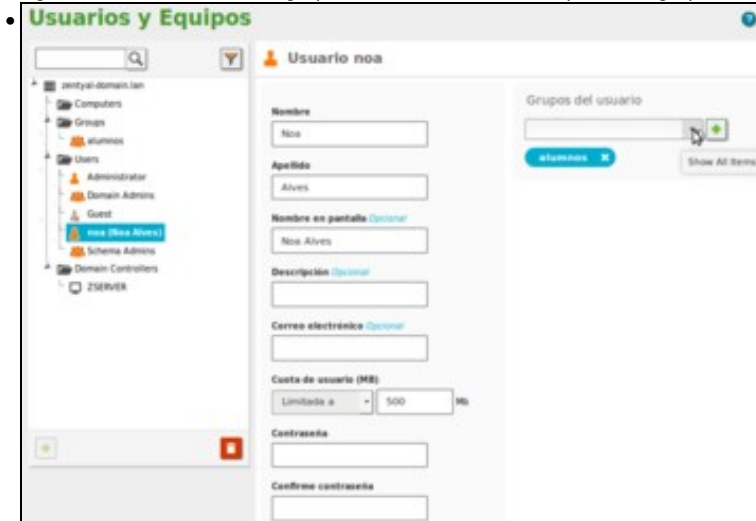 Usuarios y Equipos
zentyal-domain.lan
Computers
Groups
alumnos
Users
Administrator
Domain Admins
Guest
noa (Noa Alves)
Schema Admins
Domain Controllers
ZSERVER
Usuario noa
Nombre
Noa
Apellido
Alves
Nombre en pantalla Opcional
Noa Alves
Descripción Opcional
Correo electrónico Opcional
Cuota de usuario (MB)
Limitada a 500 Mb
Contraseña
Confirme contraseña
Grupos del usuario
alumnos x
Show All Items